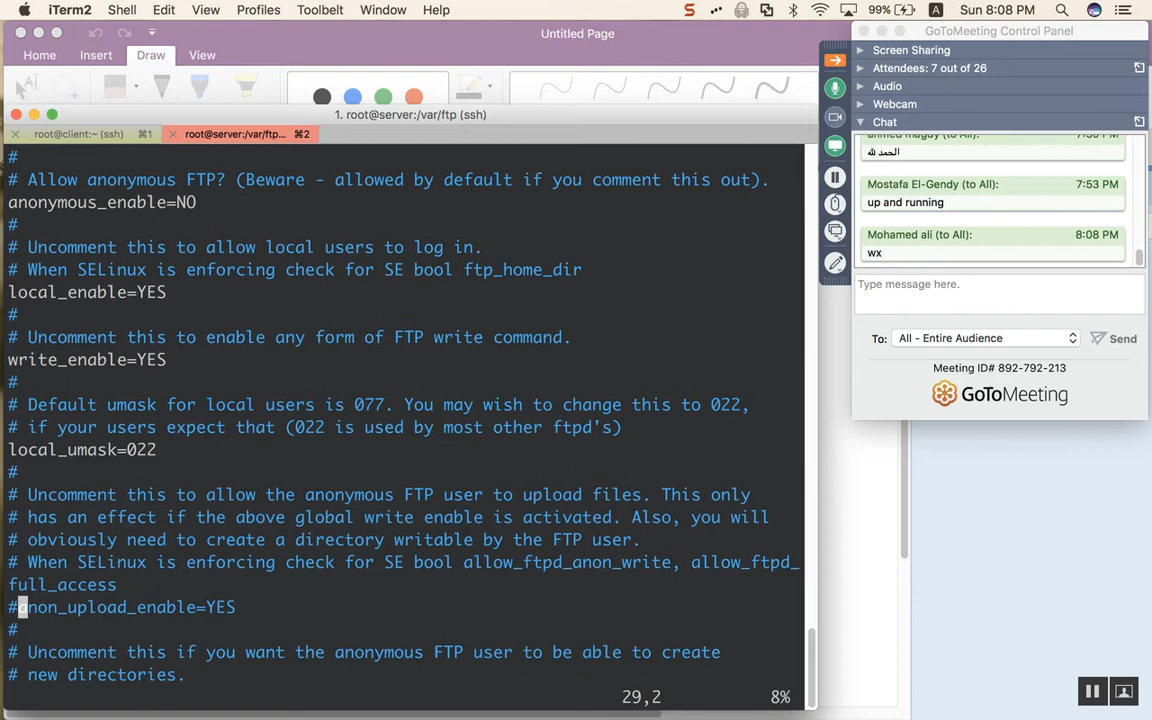 iTerm2 Shell Edit View Profiles Toolbelt Window Help 99% A Sun 8:08 PM
Untitled Page
Home Insert Draw View
1. root@server:/var/ftp (ssh)
root@client:~ (ssh) ⌘1 root@server:/var/ftp... ⌘2
#
# Allow anonymous FTP? (Beware - allowed by default if you comment this out).
anonymous_enable=NO
#
# Uncomment this to allow local users to log in.
# When SELinux is enforcing check for SE bool ftp_home_dir
local_enable=YES
#
# Uncomment this to enable any form of FTP write command.
write_enable=YES
#
# Default umask for local users is 077. You may wish to change this to 022,
# if your users expect that (022 is used by most other ftpd's)
local_umask=022
#
# Uncomment this to allow the anonymous FTP user to upload files. This only
# has an effect if the above global write enable is activated. Also, you will
# obviously need to create a directory writable by the FTP user.
# When SELinux is enforcing check for SE bool allow_ftpd_anon_write, allow_ftpd_
full_access
#anon_upload_enable=YES
#
# Uncomment this if you want the anonymous FTP user to be able to create
# new directories.
29,2 8%
GoToMeeting Control Panel
Screen Sharing
Attendees: 7 out of 26
Audio
Webcam
Chat
ahmed magdy (to All): 7:50 PM
الحمد لله
Mostafa El-Gendy (to All): 7:53 PM
up and running
Mohamed ali (to All): 8:08 PM
wx
Type message here.
To: All - Entire Audience Send
Meeting ID# 892-792-213
GoToMeeting